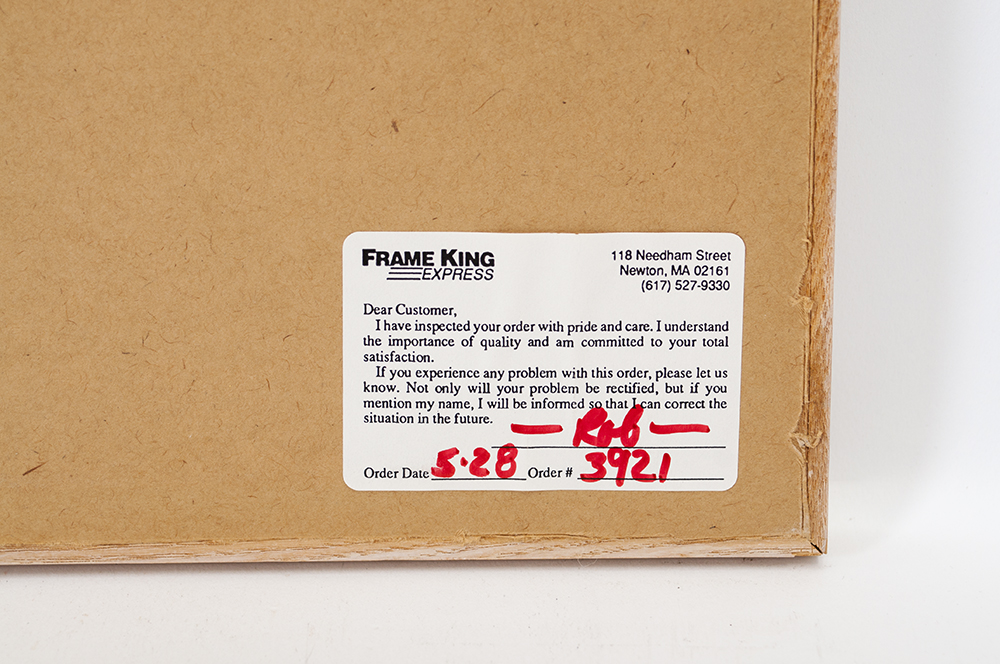 FRAME KING
EXPRESS
118 Needham Street
Newton, MA 02161
(617) 527-9330
Dear Customer,
I have inspected your order with pride and care. I understand
the importance of quality and am committed to your total
satisfaction.
If you experience any problem with this order, please let us
know. Not only will your problem be rectified, but if you
mention my name, I will be informed so that I can correct the
situation in the future.
— Rob —
Order Date 5·28 Order # 3921